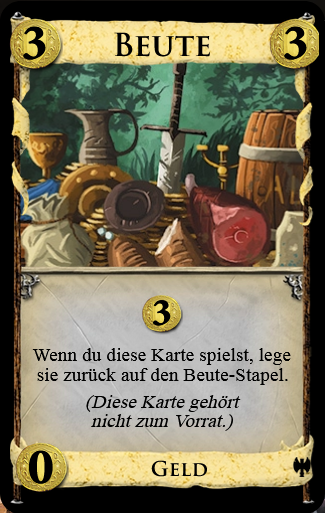 3 BEUTE 3
3
Wenn du diese Karte spielst, lege
sie zurück auf den Beute-Stapel.
(Diese Karte gehört
nicht zum Vorrat.)
0 GELD